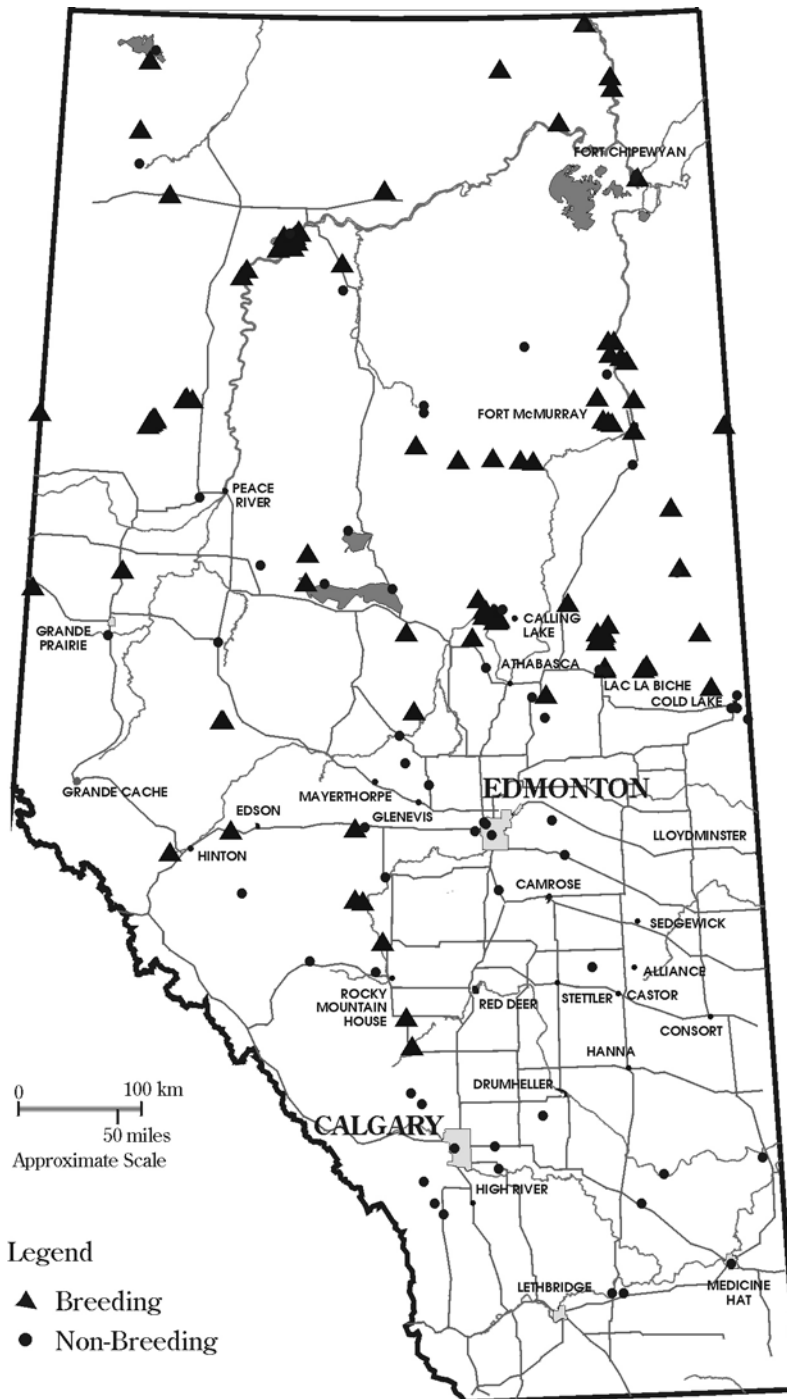 FORT CHIPEWYAN
FORT McMURRAY
PEACE
RIVER
GRANDE
PRAIRIE
CALLING
LAKE
ATHABASCA
LAC LA BICHE
COLD LAKE
GRANDE CACHE
MAYERTHORPE
EDMONTON
EDSON
GLENEVIS
LLOYDMINSTER
HINTON
CAMROSE
SEDGEWICK
ALLIANCE
ROCKY
MOUNTAIN
HOUSE
RED DEER
STETTLER
CASTOR
CONSORT
HANNA
DRUMHELLER
0 100 km
50 miles
Approximate Scale
CALGARY
HIGH RIVER
LETHBRIDGE
MEDICINE
HAT
Legend
Breeding
Non-Breeding